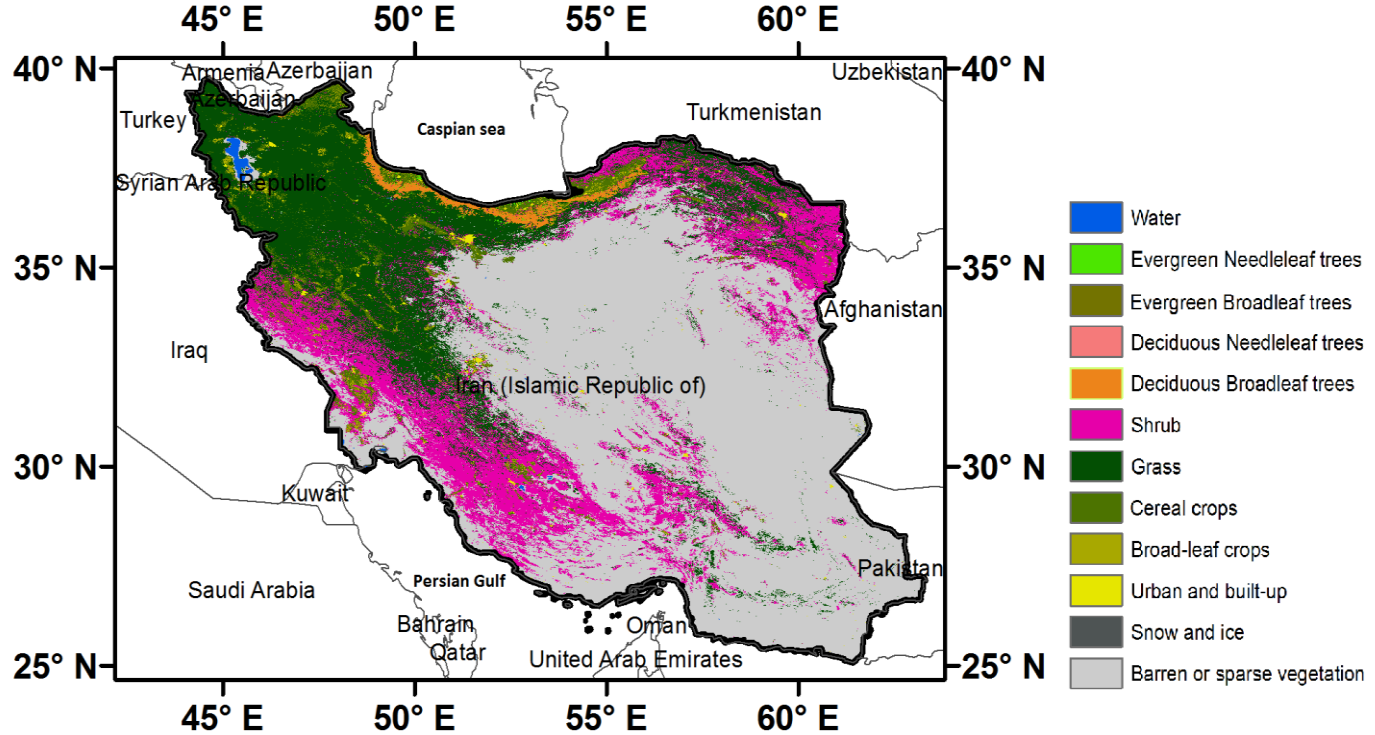 45° E 50° E 55° E 60° E
40° N 40° N
Armenia Azerbaijan Uzbekistan
Azerbaijan
Turkey Caspian sea Turkmenistan
Syrian Arab Republic
Water
35° N 35° N
Evergreen Needleleaf trees
Evergreen Broadleaf trees
Afghanistan
Iraq
Deciduous Needleleaf trees
Iran (Islamic Republic of)
Deciduous Broadleaf trees
Shrub
30° N 30° N
Grass
Kuwait
Cereal crops
Broad-leaf crops
Pakistan
Saudi Arabia Persian Gulf
Urban and built-up
Bahrain Oman
Snow and ice
Qatar United Arab Emirates
25° N 25° N
Barren or sparse vegetation
45° E 50° E 55° E 60° E